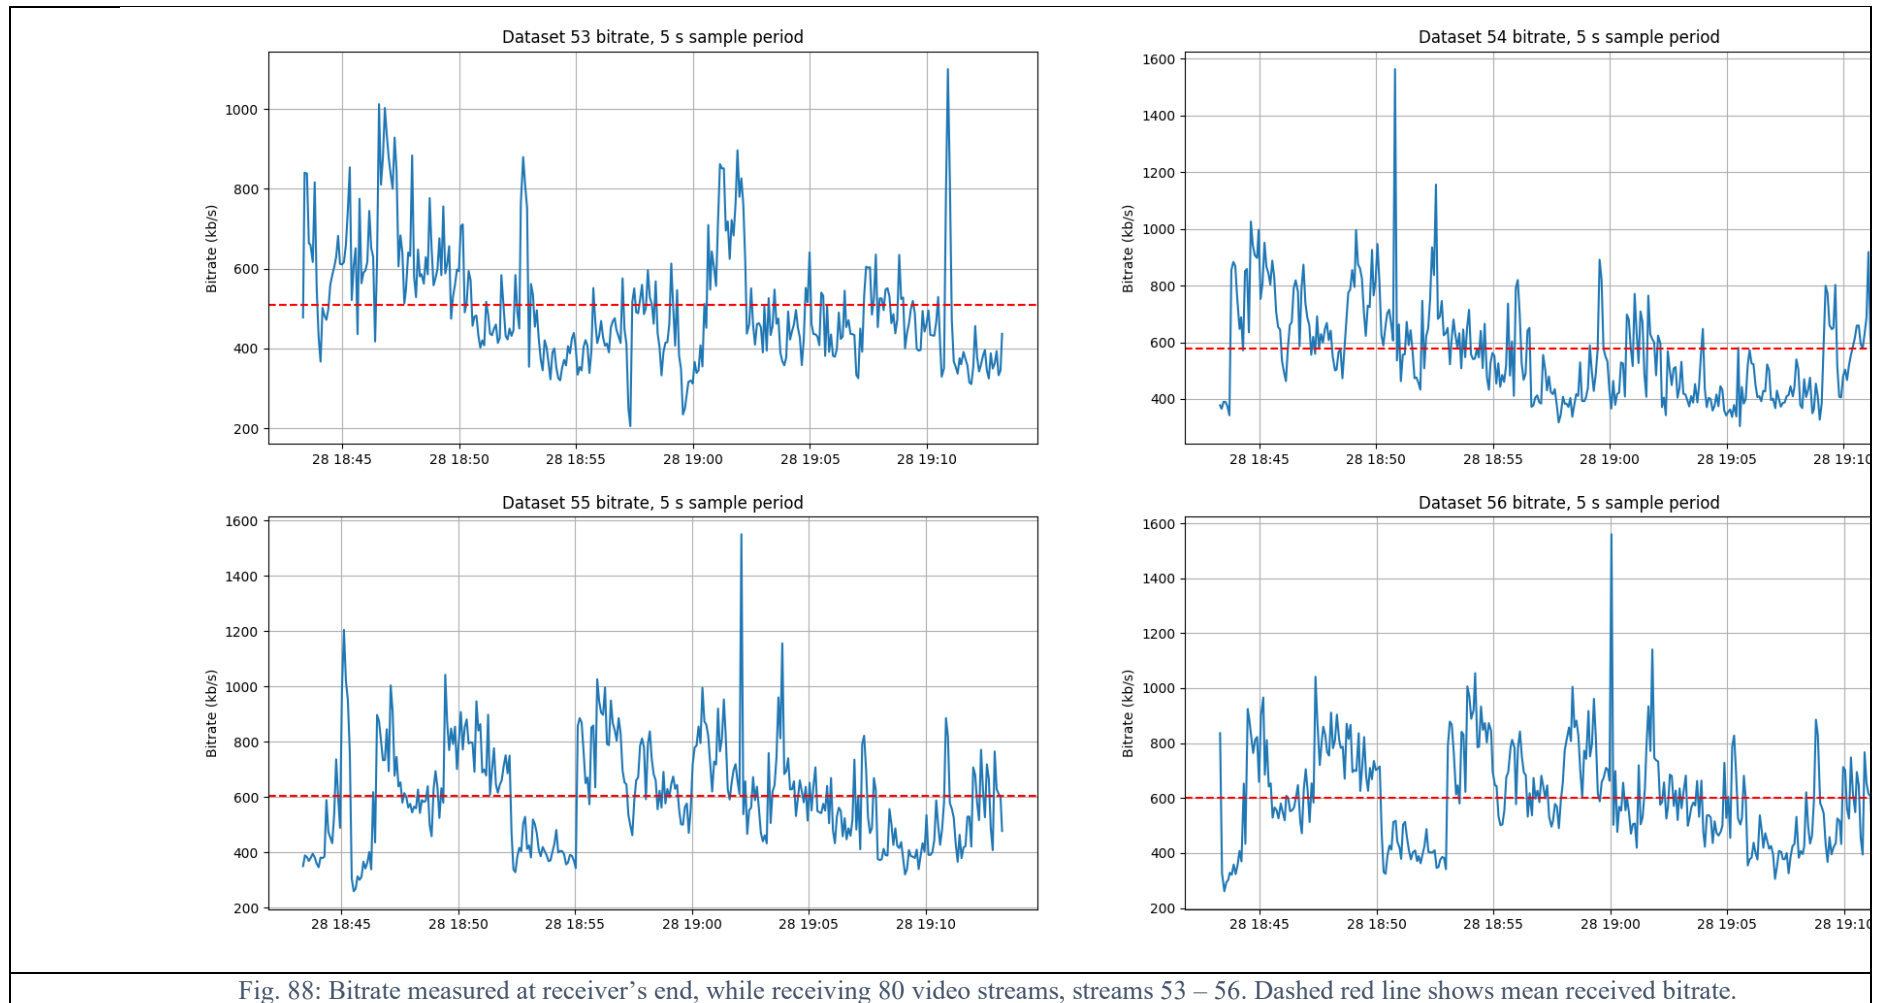 Dataset 53 bitrate, 5 s sample period
Bitrate (kb/s)
1000
800
600
400
200
28 18:45 28 18:50 28 18:55 28 19:00 28 19:05 28 19:10
Dataset 54 bitrate, 5 s sample period
Bitrate (kb/s)
1600
1400
1200
1000
800
600
400
28 18:45 28 18:50 28 18:55 28 19:00 28 19:05 28 19:10
Dataset 55 bitrate, 5 s sample period
Bitrate (kb/s)
1600
1400
1200
1000
800
600
400
200
28 18:45 28 18:50 28 18:55 28 19:00 28 19:05 28 19:10
Dataset 56 bitrate, 5 s sample period
Bitrate (kb/s)
1600
1400
1200
1000
800
600
400
200
28 18:45 28 18:50 28 18:55 28 19:00 28 19:05 28 19:10
Fig. 88: Bitrate measured at receiver’s end, while receiving 80 video streams, streams 53 – 56. Dashed red line shows mean received bitrate.